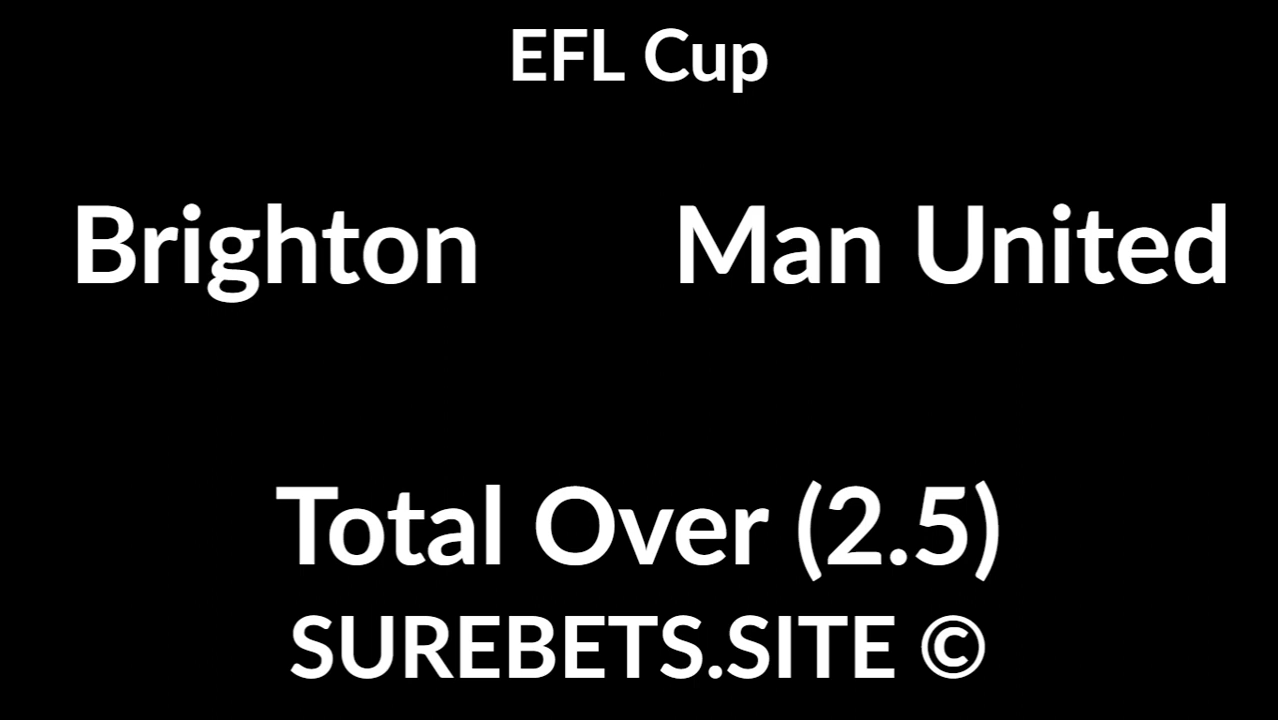 EFL Cup
Brighton Man United
Total Over (2.5)
SUREBETS.SITE ©